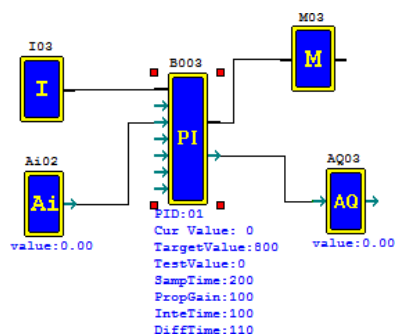 M03
I03
B003
M
I
PI
Ai02
AQ03
Ai
AQ
value:0.00
value:0.00
PID:01
Cur Value: 0
TargetValue:800
TestValue:0
SampTime:200
PropGain:100
InteTime:100
DiffTime:110